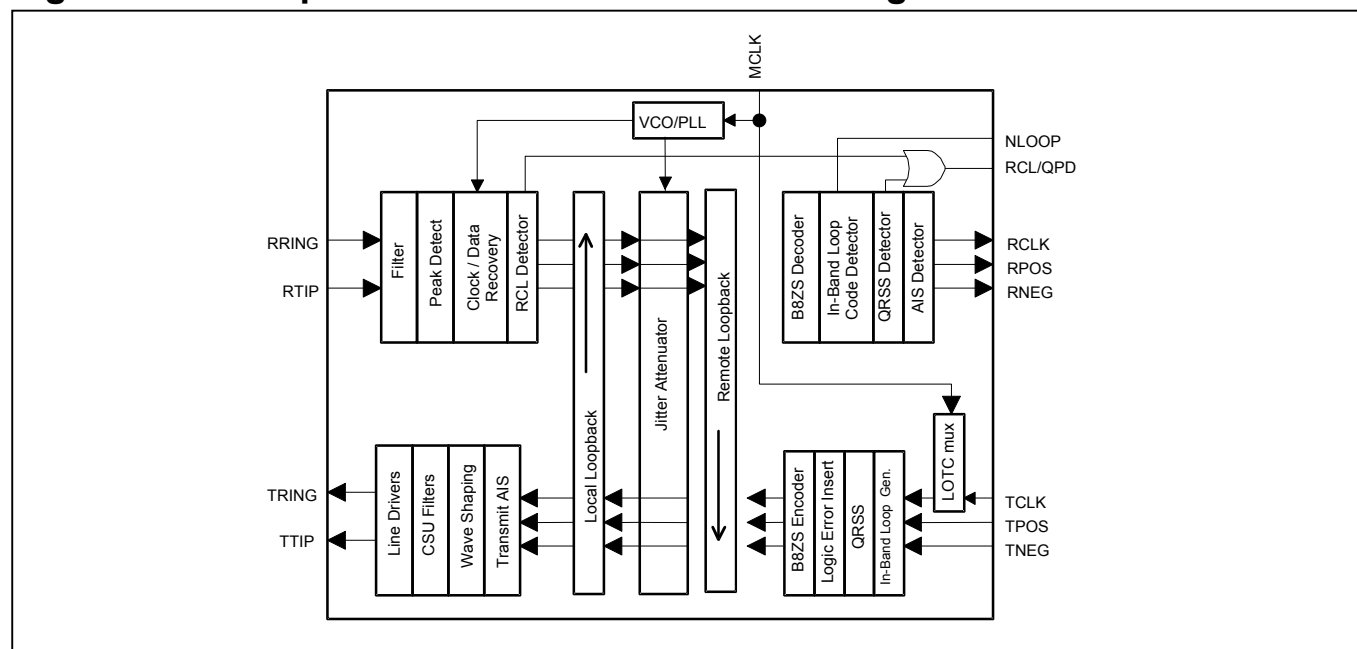 MCLK
VCO/PLL
NLOOP
RCL/QPD
RRING
RTIP
Filter
Peak Detect
Clock / Data
Recovery
RCL Detector
Local Loopback
Jitter Attenuator
Remote Loopback
B8ZS Decoder
In-Band Loop
Code Detector
QRSS Detector
AIS Detector
RCLK
RPOS
RNEG
TRING
TTIP
Line Drivers
CSU Filters
Wave Shaping
Transmit AIS
B8ZS Encoder
Logic Error Insert
QRSS
In-Band Loop Gen.
LOTC mux
TCLK
TPOS
TNEG